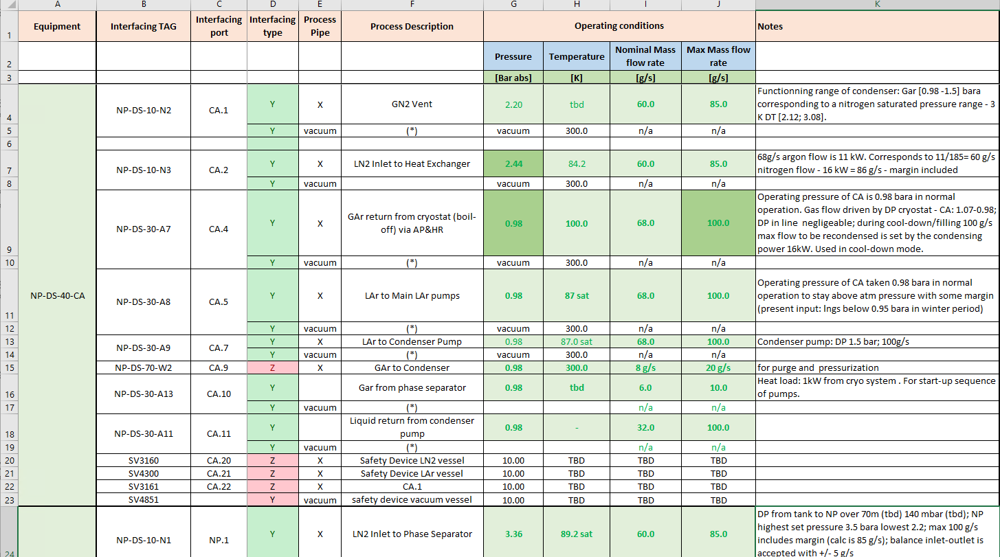 A B C D E F G H I J K
1 Equipment Interfacing TAG Interfacing port Interfacing type Process Pipe Process Description Operating conditions Notes
2 Pressure Temperature Nominal Mass flow rate Max Mass flow rate
3 [Bar abs] [K] [g/s] [g/s]
NP-DS-40-CA
4 NP-DS-10-N2 CA.1 Y X GN2 Vent 2.20 tbd 60.0 85.0
Functionning range of condenser: Gar [0.98 -1.5] bara
corresponding to a nitrogen saturated pressure range - 3
K DT [2.12; 3.08].
5 Y vacuum (*) vacuum 300.0 n/a n/a
6
7 NP-DS-10-N3 CA.2 Y X LN2 Inlet to Heat Exchanger 2.44 84.2 60.0 85.0
68g/s argon flow is 11 kW. Corresponds to 11/185= 60 g/s
nitrogen flow - 16 kW = 86 g/s - margin included
8 Y vacuum vacuum 300.0 n/a n/a
9 NP-DS-30-A7 CA.4 Y X GAr return from cryostat (boil-off) via AP&HR 0.98 100.0 68.0 100.0
Operating pressure of CA is 0.98 bara in normal
operation. Gas flow driven by DP cryostat - CA: 1.07-0.98;
DP in line negligeable; during cool-down/filling 100 g/s
max flow to be recondensed is set by the condensing
power 16kW. Used in cool-down mode.
10 Y vacuum (*) vacuum 300.0 n/a n/a
11 NP-DS-30-A8 CA.5 Y X LAr to Main LAr pumps 0.98 87 sat 68.0 100.0
Operating pressure of CA taken 0.98 bara in normal
operation to stay above atm pressure with some margin
(present input: lngs below 0.95 bara in winter period)
12 Y vacuum (*) vacuum 300.0 n/a n/a
13 NP-DS-30-A9 CA.7 Y X LAr to Condenser Pump 0.98 87.0 sat 68.0 100.0 Condenser pump: DP 1.5 bar; 100g/s
14 Y vacuum (*) vacuum 300.0 n/a n/a
15 NP-DS-70-W2 CA.9 Z X GAr to Condenser 0.98 300.0 8 g/s 20 g/s for purge and pressurization
16 NP-DS-30-A13 CA.10 Y Gar from phase separator 0.98 tbd 6.0 10.0
Heat load: 1kW from cryo system . For start-up sequence
of pumps.
17 Y vacuum (*) n/a n/a
18 NP-DS-30-A11 CA.11 Y Liquid return from condenser pump 0.98 - 32.0 100.0
19 Y vacuum (*) n/a n/a
20 SV3160 CA.20 Z X Safety Device LN2 vessel 10.00 TBD TBD TBD
21 SV4300 CA.21 Z X Safety Device LAr vessel 10.00 TBD TBD TBD
22 SV3161 CA.22 Z X CA.1 10.00 TBD TBD TBD
23 SV4851 Y vacuum safety device vacuum vessel 10.00 TBD TBD TBD
24 NP-DS-10-N1 NP.1 Y X LN2 Inlet to Phase Separator 3.36 89.2 sat 60.0 85.0
DP from tank to NP over 70m (tbd) 140 mbar (tbd); NP
highest set pressure 3.5 bara lowest 2.2; max 100 g/s
includes margin (calc is 85 g/s); balance inlet-outlet is
accepted with +/- 5 g/s